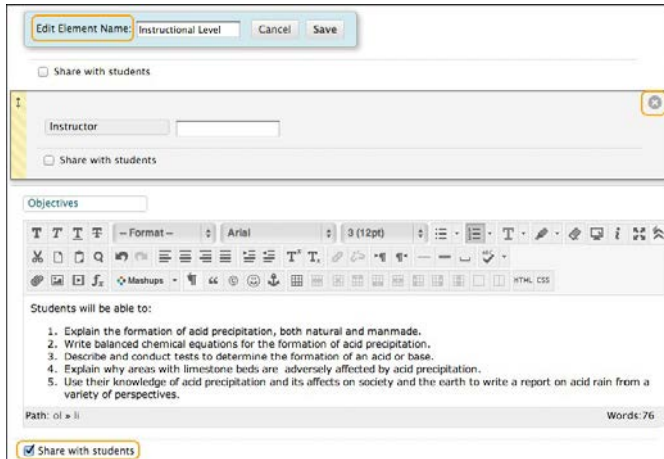 Edit Element Name: Instructional Level Cancel Save
Share with students
Instructor
Share with students
Objectives
T T T T -- Format -- Arial 3 (12pt) T i
T× T×
fx Mashups HTML CSS
Students will be able to:
1. Explain the formation of acid precipitation, both natural and manmade.
2. Write balanced chemical equations for the formation of acid precipitation.
3. Describe and conduct tests to determine the formation of an acid or base.
4. Explain why areas with limestone beds are adversely affected by acid precipitation.
5. Use their knowledge of acid precipitation and its affects on society and the earth to write a report on acid rain from a
variety of perspectives.
Path: ol » li Words:76
Share with students